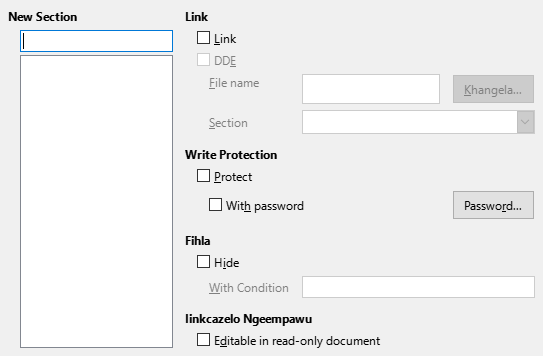 New Section
Link
Link
DDE
File name
Khangela...
Section
Write Protection
Protect
With password
Password...
Fihla
Hide
With Condition
Iinkcazelo Ngeempawu
Editable in read-only document